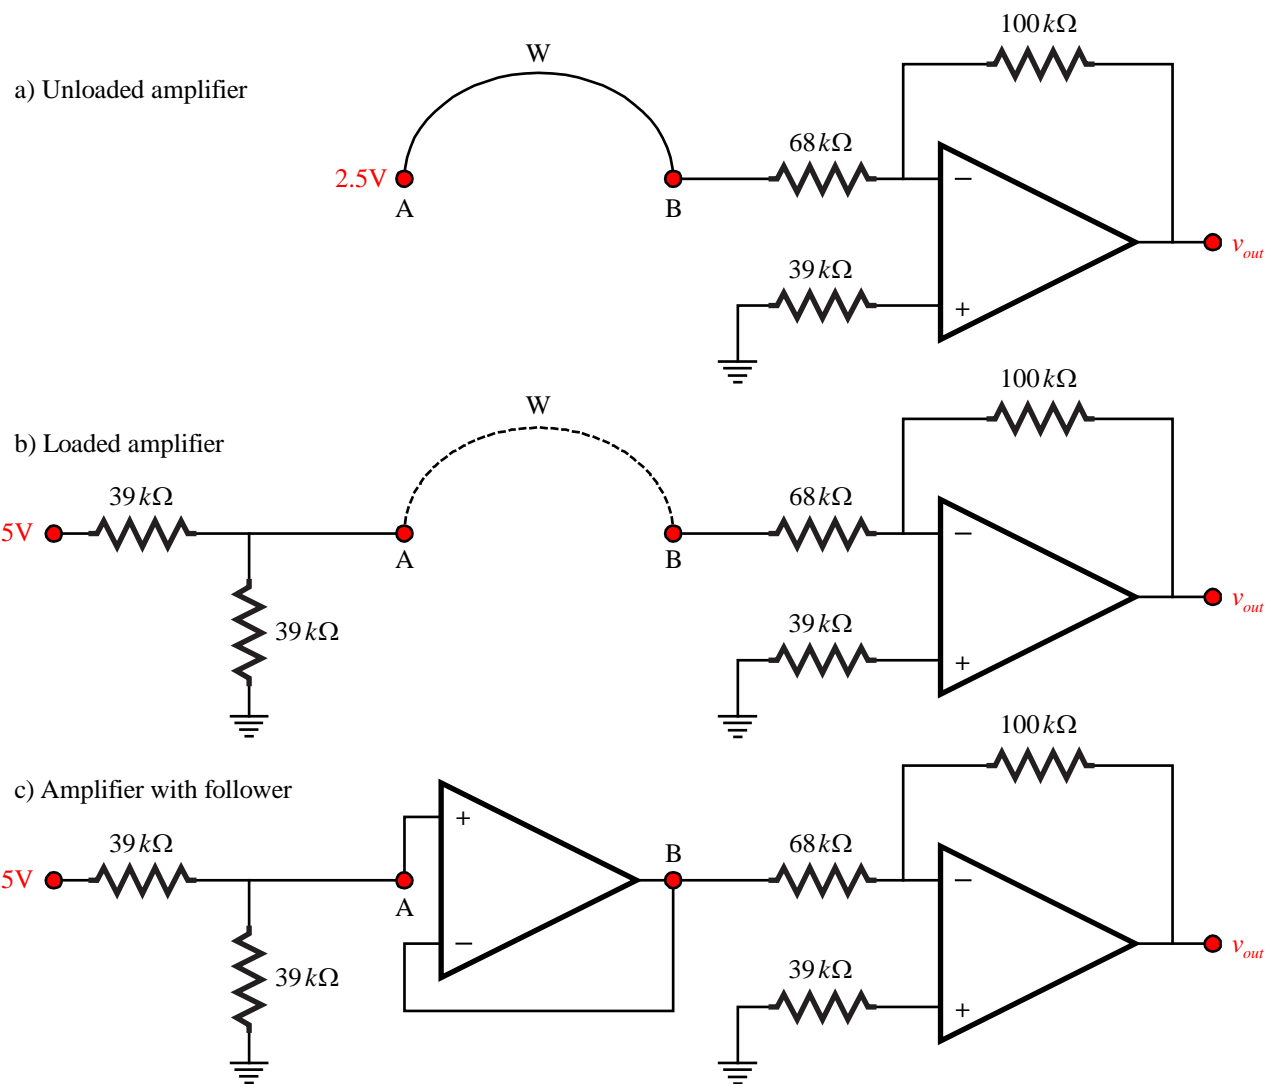 100kΩ
W
a) Unloaded amplifier
68kΩ
2.5V
A
B
−
v_out
39kΩ
+
100kΩ
W
b) Loaded amplifier
39kΩ
68kΩ
5V
A
B
−
v_out
39kΩ
39kΩ
+
100kΩ
c) Amplifier with follower
+
39kΩ
B
68kΩ
5V
A
−
−
v_out
39kΩ
39kΩ
+